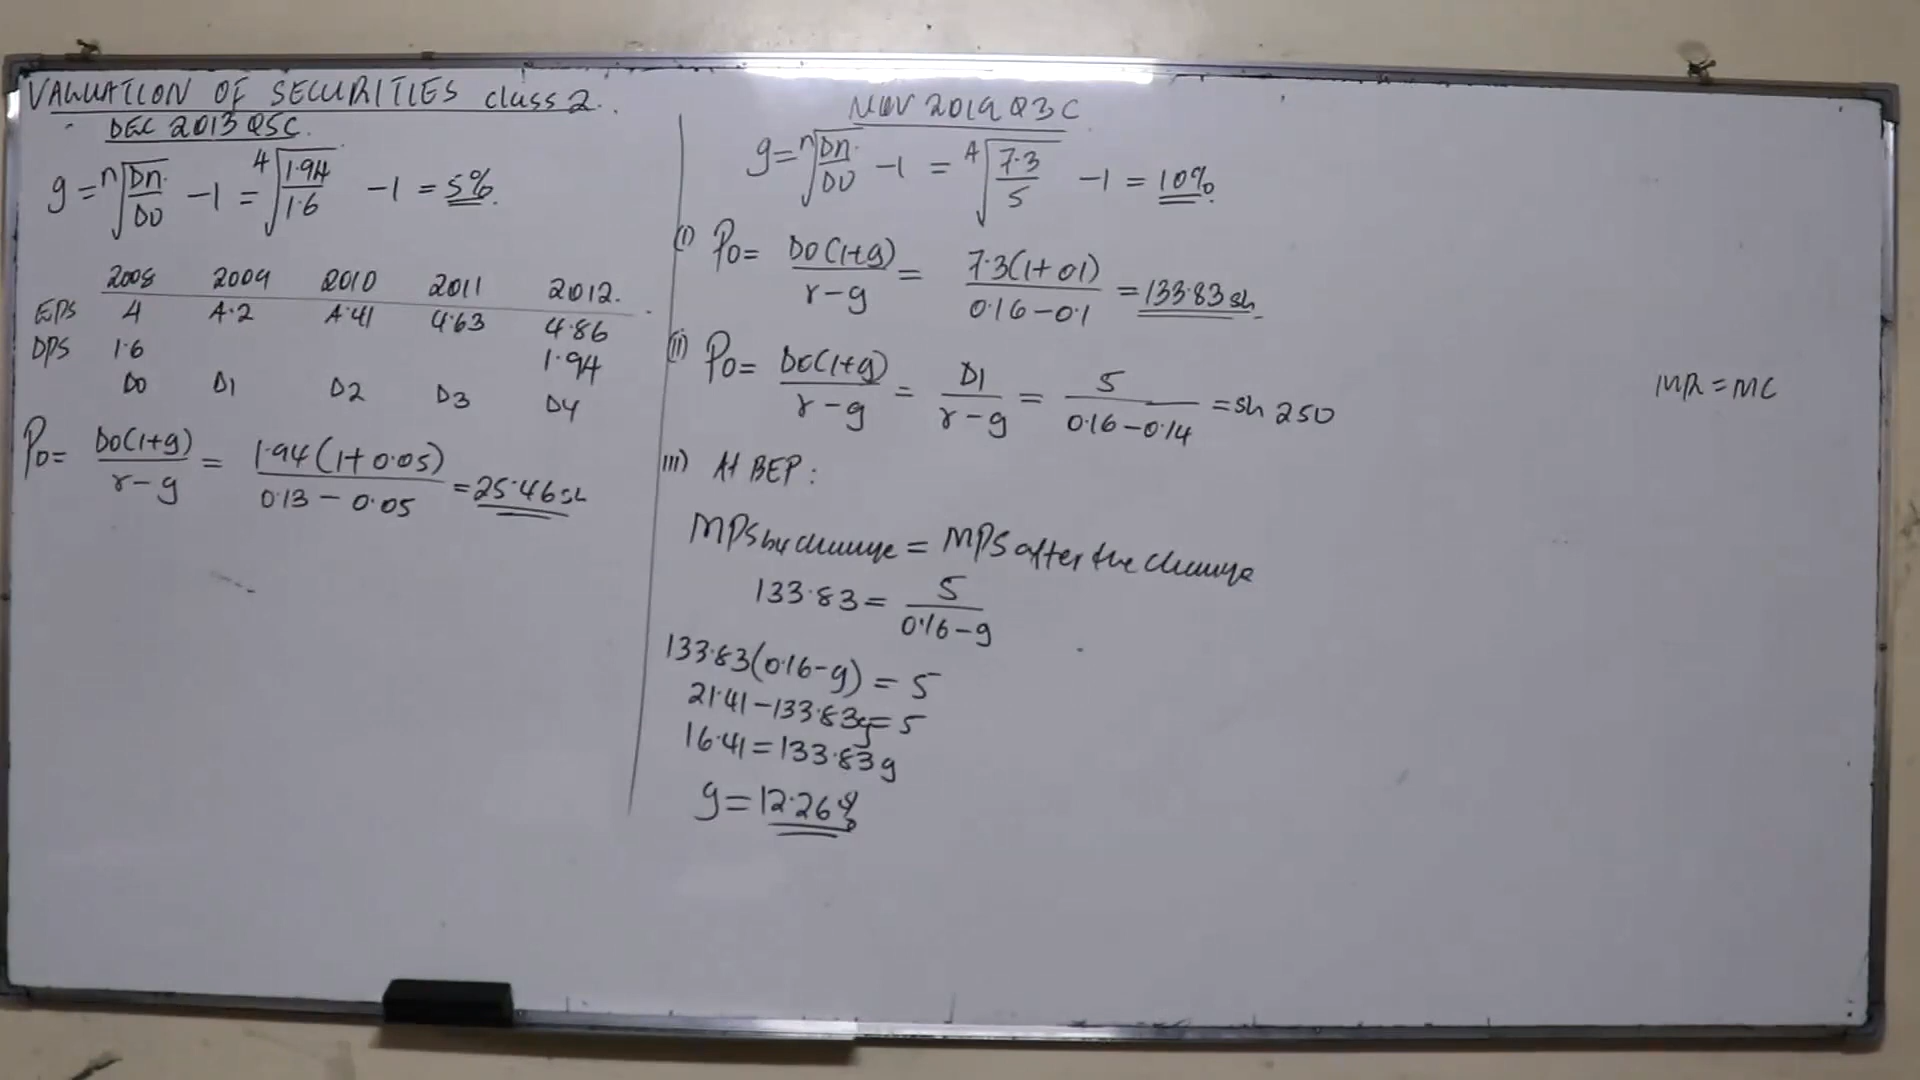 VALUATION OF SECURITIES class 2.
DEC 2013 Q5C.
g = n√(Dn/D0) - 1 = 4√(1.94/1.6) - 1 = 5%.
2008 2009 2010 2011 2012.
EPS 4 4.2 4.41 4.63 4.86
DPS 1.6 1.94
D0 D1 D2 D3 D4
P0 = D0(1+g)/r-g = 1.94(1+0.05)/0.13-0.05 = 25.46sh
NOV 2019 Q3C
g = n√(Dn/D0) - 1 = 4√(7.3/5) - 1 = 10%.
(i) P0 = D0(1+g)/r-g = 7.3(1+01)/0.16-0.1 = 133.83sh
(ii) P0 = D0(1+g)/r-g = D1/r-g = 5/0.16-0.14 = sh 250
iii) At BEP:
MPS b4 change = MPS after the change
133.83 = 5/0.16-g
133.83(0.16-g) = 5
21.41-133.83g = 5
16.41 = 133.83g
g = 12.26%
MR = MC